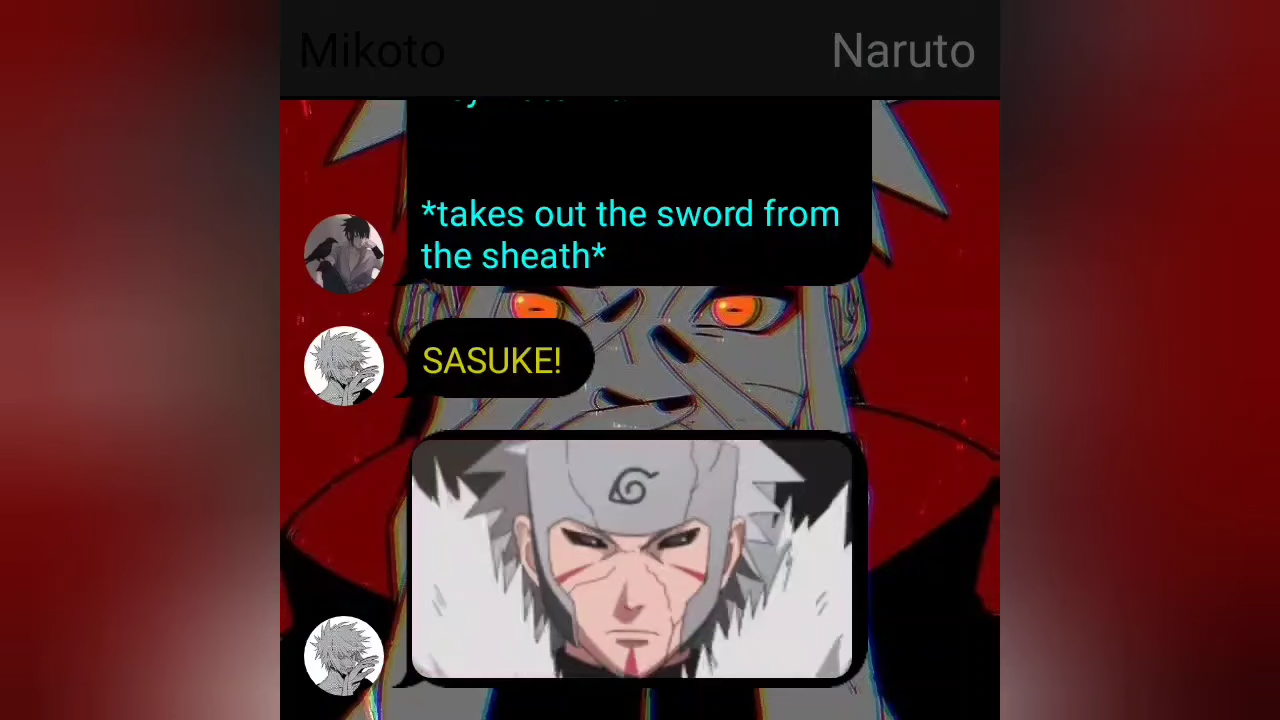 Mikoto
Naruto
*takes out the sword from
the sheath*
SASUKE!